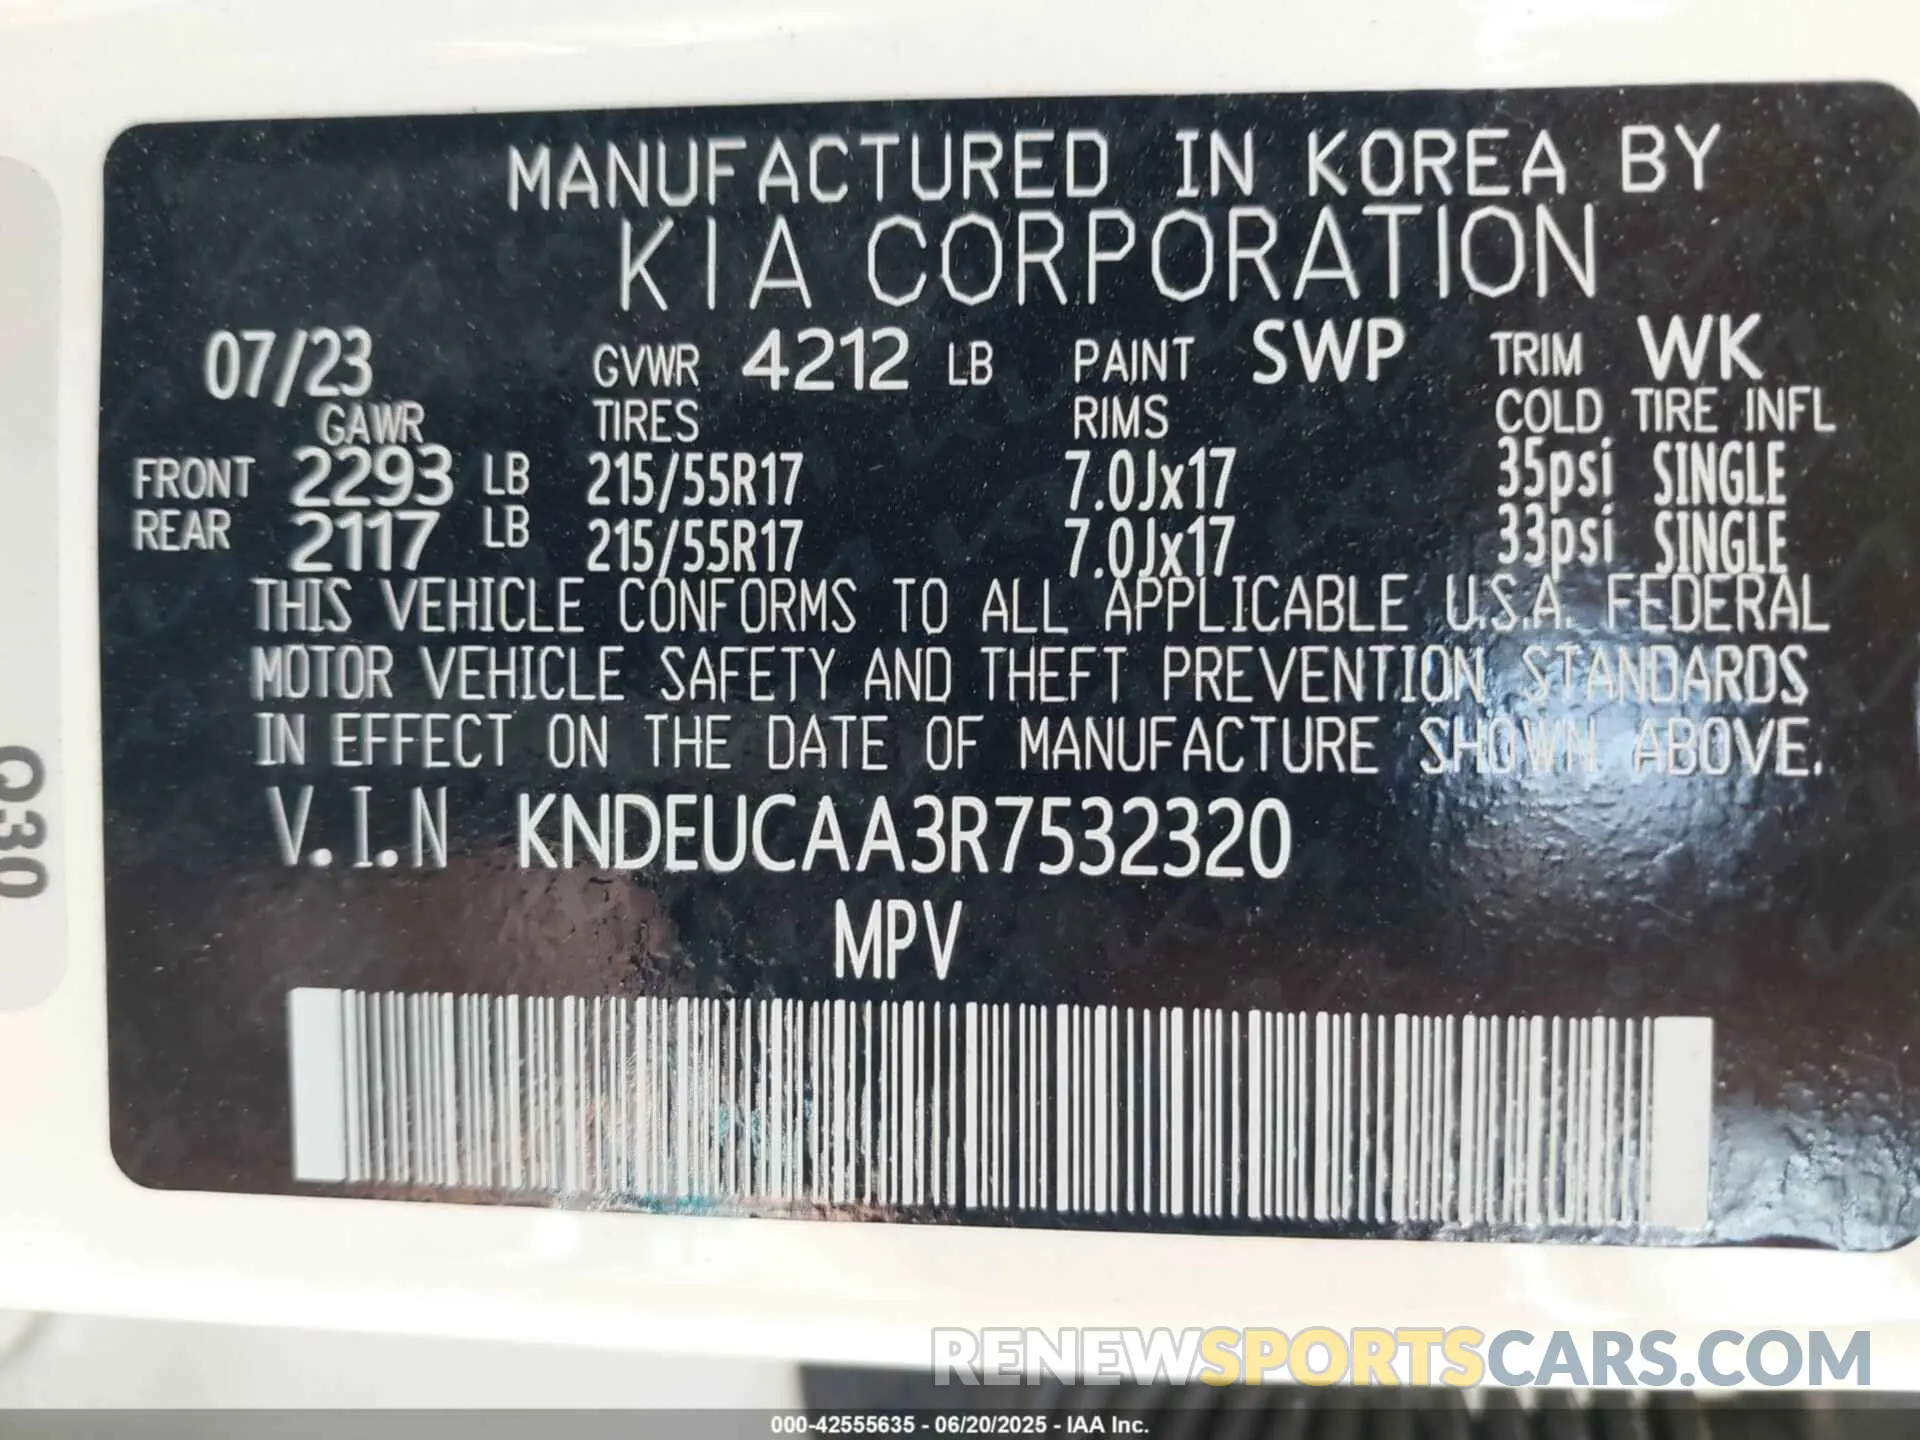 MANUFACTURED IN KOREA BY
KIA CORPORATION
07/23 GVWR 4212 LB PAINT SWP TRIM WK
GAWR TIRES RIMS COLD TIRE INFL
FRONT 2293 LB 215/55R17 7.0Jx17 35psi SINGLE
REAR 2117 LB 215/55R17 7.0Jx17 33psi SINGLE
THIS VEHICLE CONFORMS TO ALL APPLICABLE U.S.A. FEDERAL
MOTOR VEHICLE SAFETY AND THEFT PREVENTION STANDARDS
IN EFFECT ON THE DATE OF MANUFACTURE SHOWN ABOVE.
V.I.N KNDEUCAA3R7532320
MPV
Q30
RENEWSPORTSCARS.COM
000-42555635 - 06/20/2025 - IAA Inc.